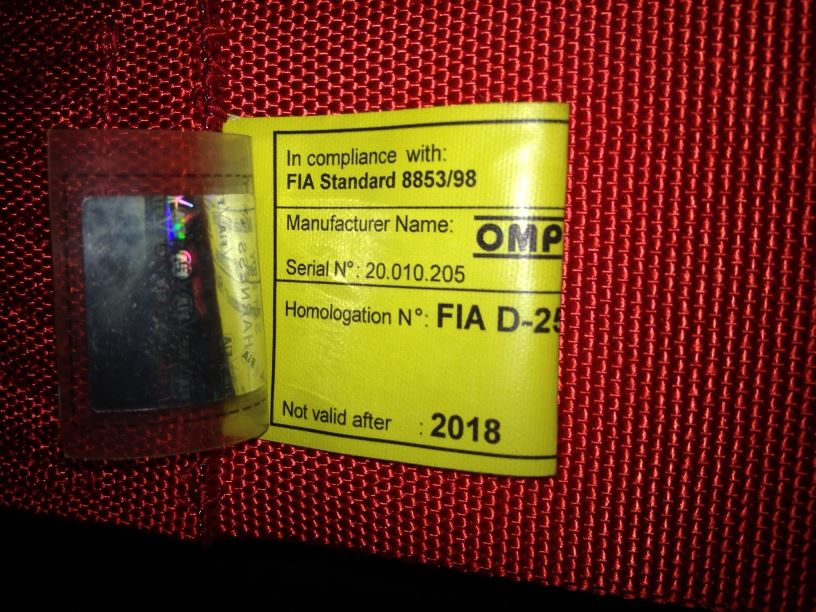 In compliance with:
FIA Standard 8853/98
Manufacturer Name: OMP
Serial N°: 20.010.205
Homologation N°: FIA D-25
Not valid after : 2018